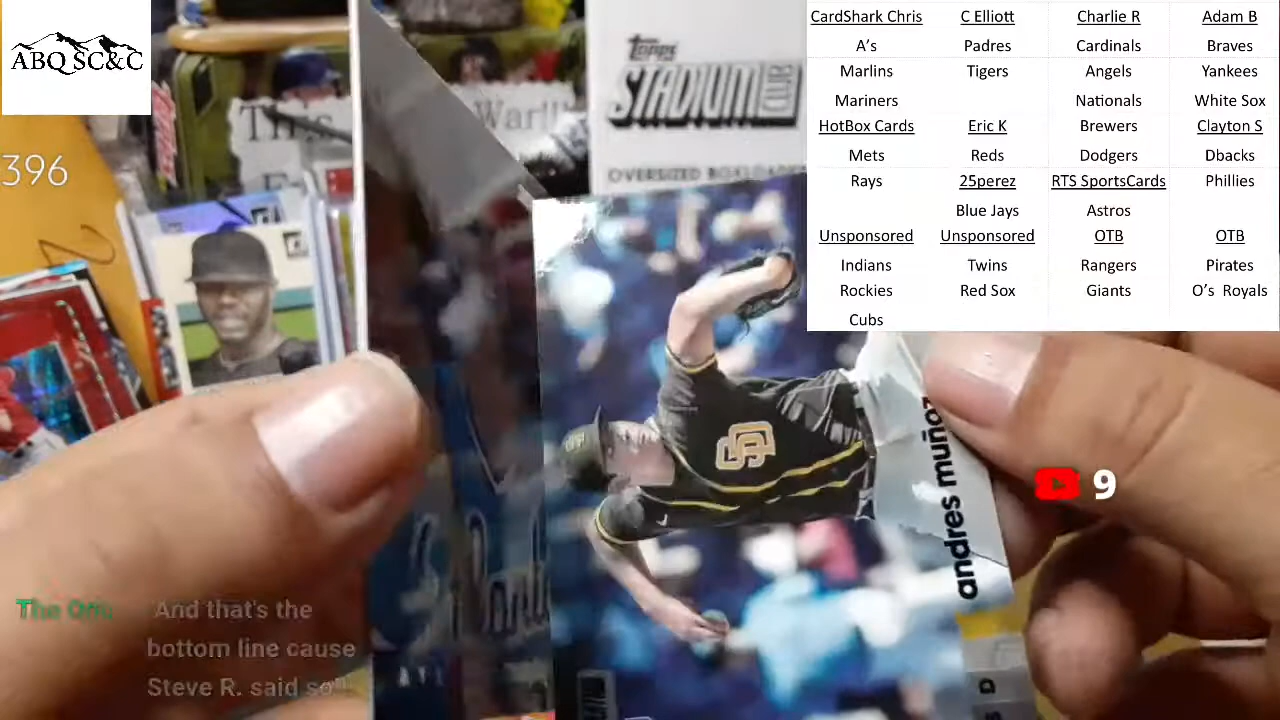 ABQ SC&C
396
This
Warll!
topps
STADIUM
CLUB
OVERSIZED BOXLOADER
CardShark Chris C Elliott Charlie R Adam B
A's Padres Cardinals Braves
Marlins Tigers Angels Yankees
Mariners Nationals White Sox
HotBox Cards Eric K Brewers Clayton S
Mets Reds Dodgers Dbacks
Rays 25perez RTS SportsCards Phillies
Blue Jays Astros
Unsponsored Unsponsored OTB OTB
Indians Twins Rangers Pirates
Rockies Red Sox Giants O's Royals
Cubs
SD
andres muñoz
9
"And that's the
bottom line cause
Steve R. said so!"